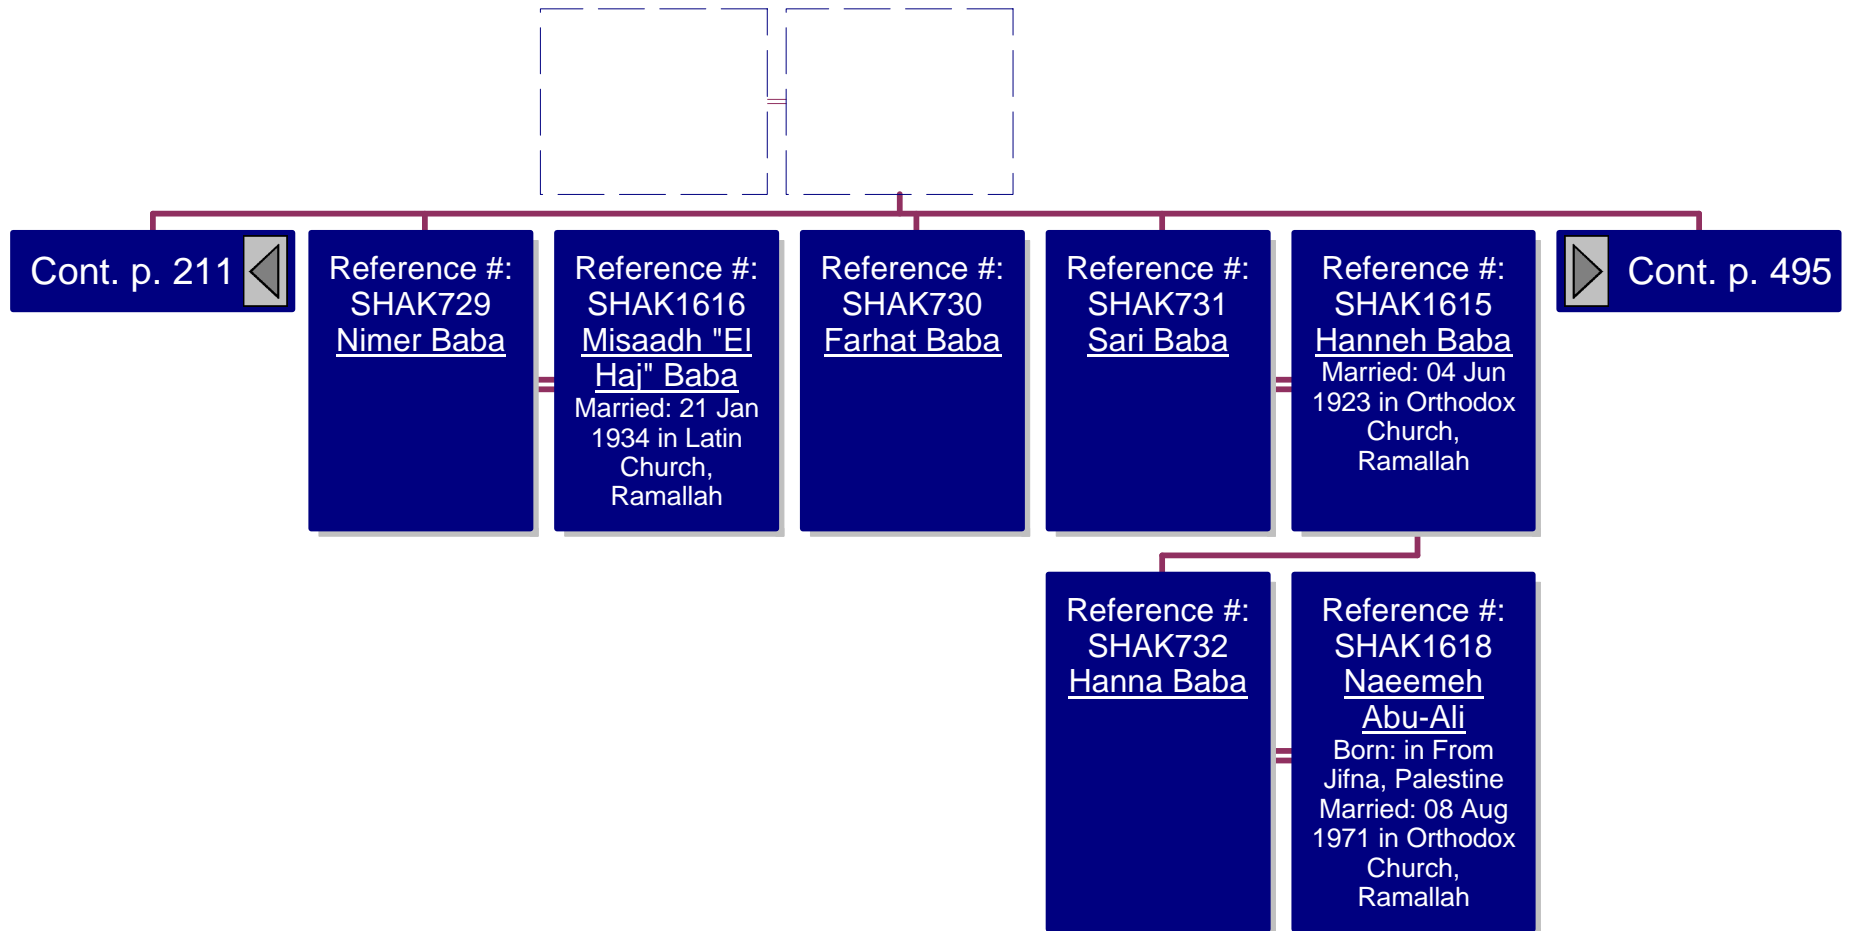 Cont. p. 211
Reference #:
SHAK729
Nimer Baba
Reference #:
SHAK1616
Misaadh "El
Haj" Baba
Married: 21 Jan
1934 in Latin
Church,
Ramallah
Reference #:
SHAK730
Farhat Baba
Reference #:
SHAK731
Sari Baba
Reference #:
SHAK1615
Hanneh Baba
Married: 04 Jun
1923 in Orthodox
Church,
Ramallah
Cont. p. 495
Reference #:
SHAK732
Hanna Baba
Reference #:
SHAK1618
Naeemeh
Abu-Ali
Born: in From
Jifna, Palestine
Married: 08 Aug
1971 in Orthodox
Church,
Ramallah